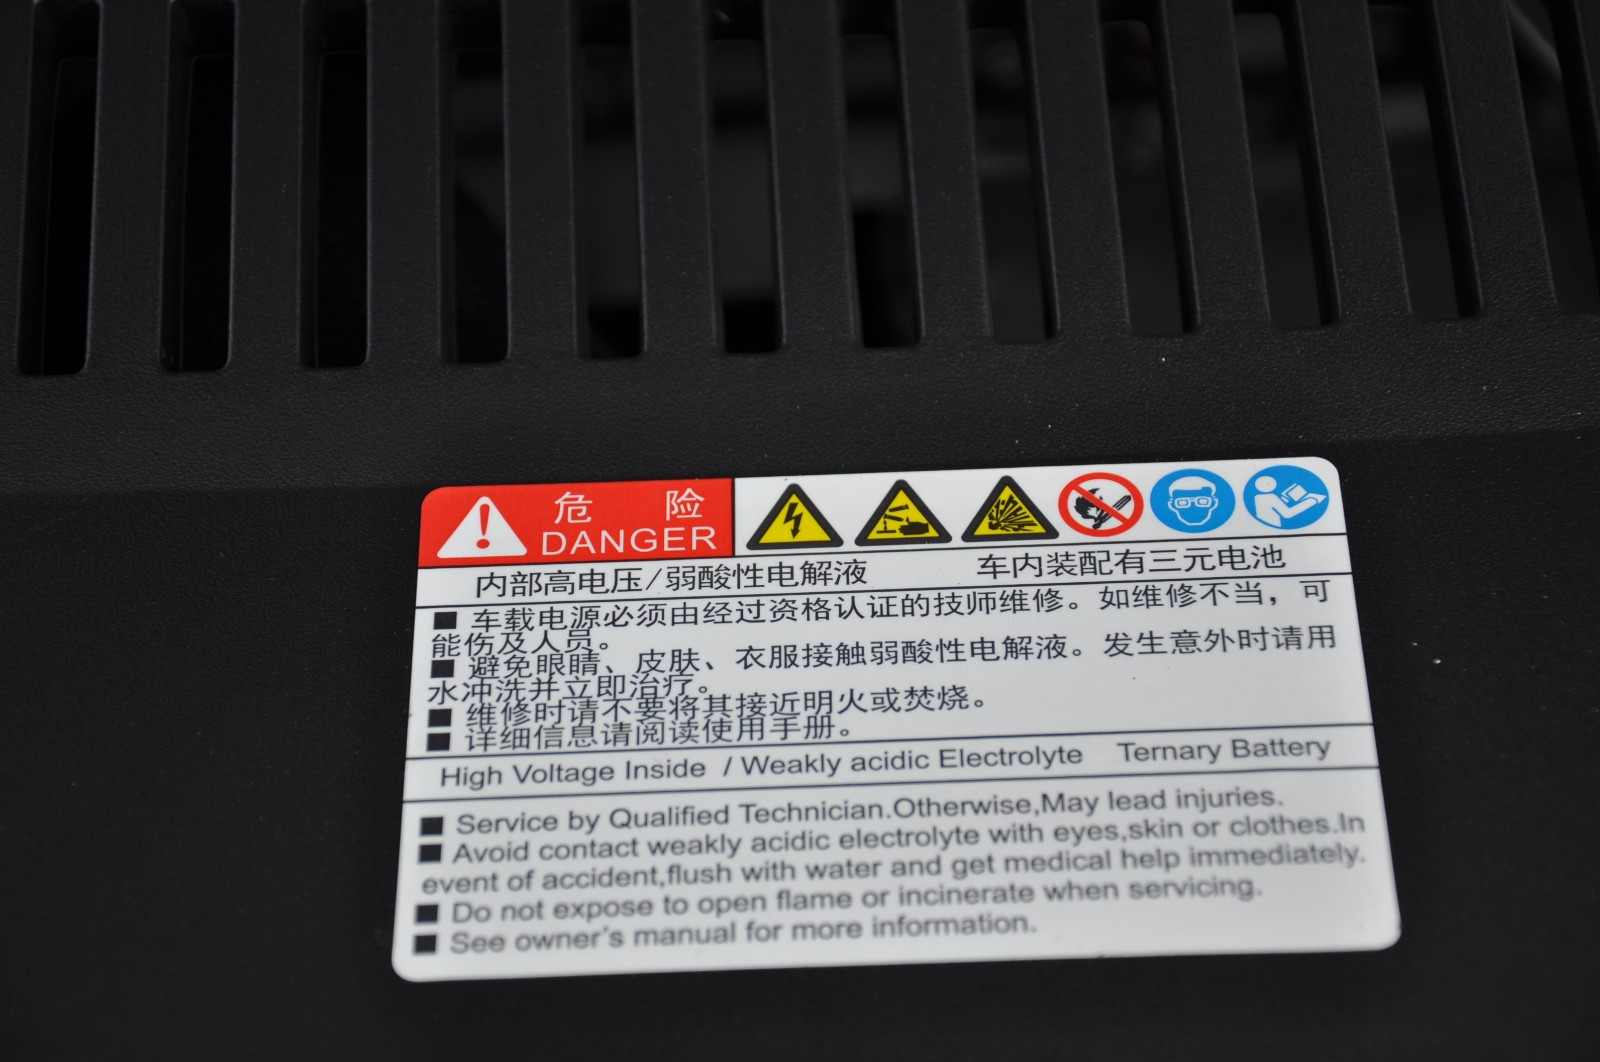 危 险
DANGER
内部高电压/弱酸性电解液 车内装配有三元电池
■ 车载电源必须由经过资格认证的技师维修。如维修不当，可
能伤及人员。
■ 避免眼睛、皮肤、衣服接触弱酸性电解液。发生意外时请用
水冲洗并立即治疗。
■ 维修时请不要将其接近明火或焚烧。
■ 详细信息请阅读使用手册。
High Voltage Inside / Weakly acidic Electrolyte Ternary Battery
■ Service by Qualified Technician.Otherwise,May lead injuries.
■ Avoid contact weakly acidic electrolyte with eyes,skin or clothes.In
event of accident,flush with water and get medical help immediately.
■ Do not expose to open flame or incinerate when servicing.
■ See owner's manual for more information.